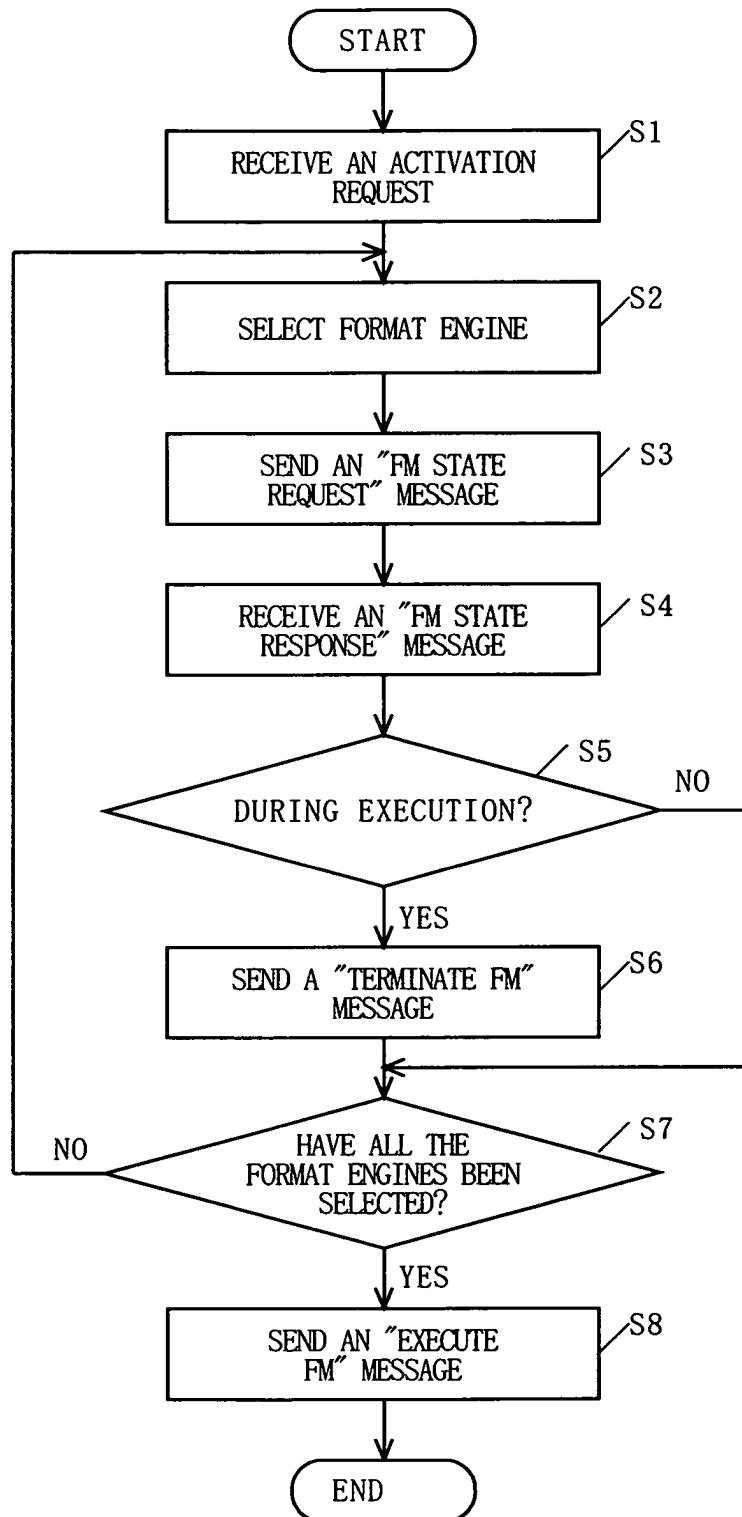 START
S1
RECEIVE AN ACTIVATION
REQUEST
S2
SELECT FORMAT ENGINE
S3
SEND AN "FM STATE
REQUEST" MESSAGE
S4
RECEIVE AN "FM STATE
RESPONSE" MESSAGE
S5
NO
DURING EXECUTION?
YES
S6
SEND A "TERMINATE FM"
MESSAGE
S7
NO
HAVE ALL THE
FORMAT ENGINES BEEN
SELECTED?
YES
S8
SEND AN "EXECUTE
FM" MESSAGE
END